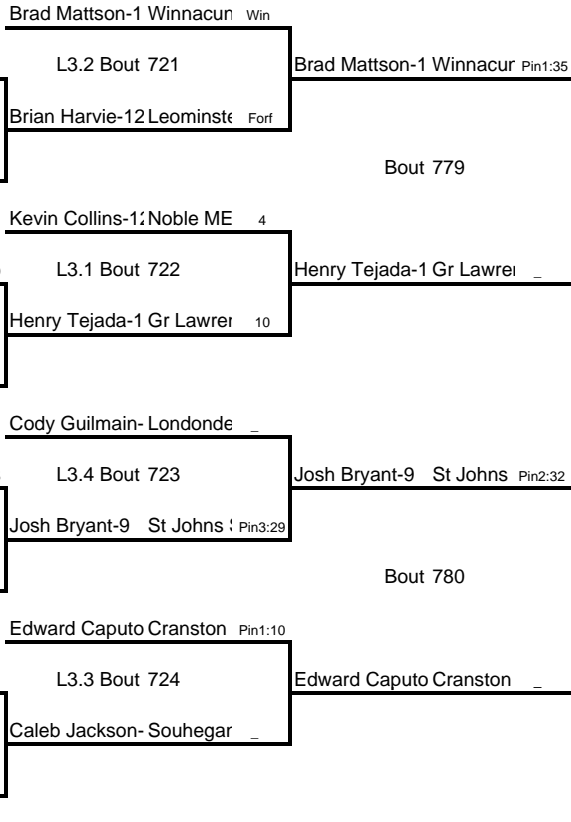 Brad Mattson-1 Winnacun Win
L3.2 Bout 721
Brad Mattson-1 Winnacur Pin1:35
Brian Harvie-12 Leominste Forf
Bout 779
Kevin Collins-12 Noble ME 4
L3.1 Bout 722
Henry Tejada-1 Gr Lawrer _
Henry Tejada-1 Gr Lawrer 10
Cody Guilmain- Londonde _
L3.4 Bout 723
Josh Bryant-9 St Johns Pin2:32
Josh Bryant-9 St Johns Pin3:29
Bout 780
Edward Caputo Cranston Pin1:10
L3.3 Bout 724
Edward Caputo Cranston _
Caleb Jackson- Souhegar _